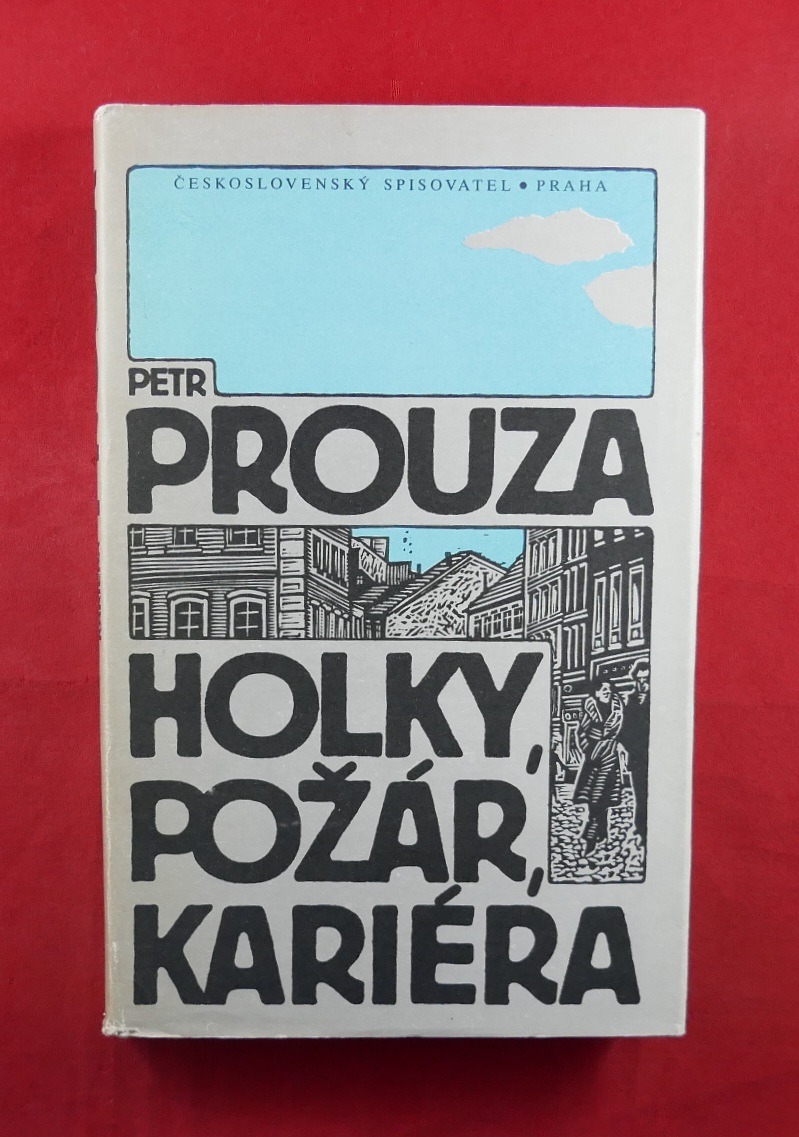 ČESKOSLOVENSKÝ SPISOVATEL • PRAHA
PETR
PROUZA
HOLKY,
POŽÁR,
KARIÉRA